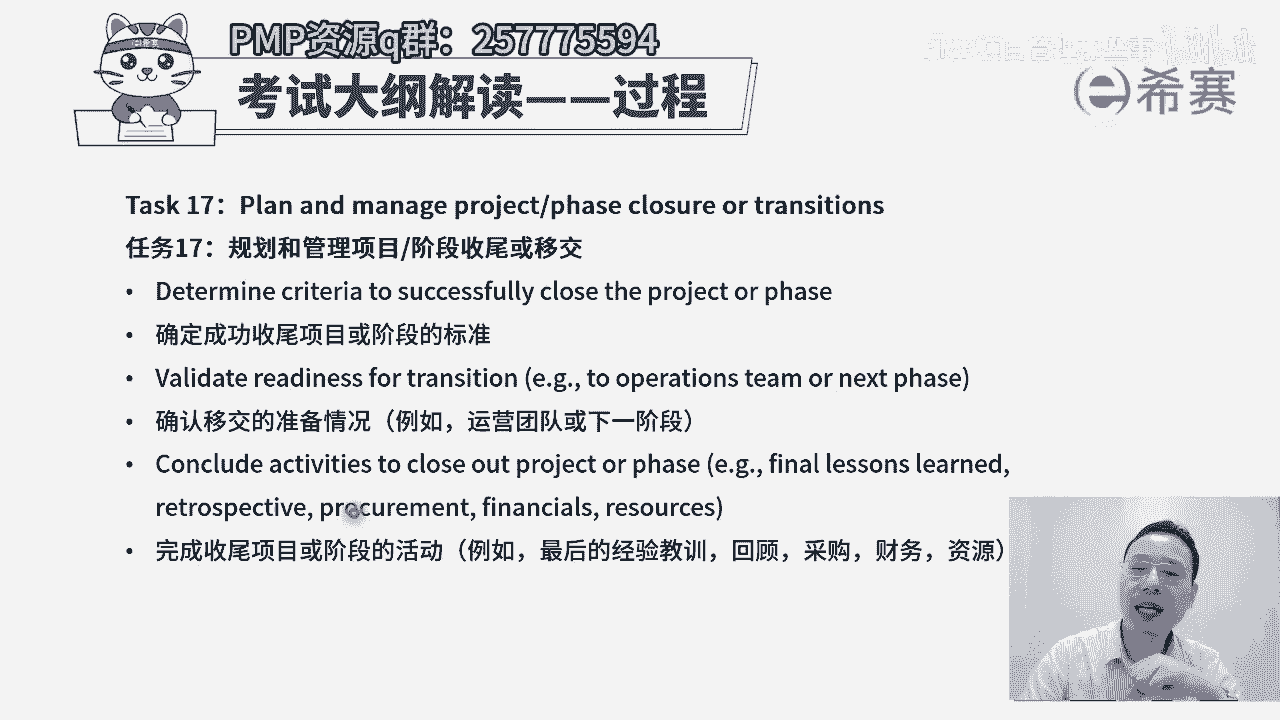 PMP资源q群：257775594
考试大纲解读——过程
希赛
Task 17：Plan and manage project/phase closure or transitions
任务17：规划和管理项目/阶段收尾或移交
• Determine criteria to successfully close the project or phase
• 确定成功收尾项目或阶段的标准
• Validate readiness for transition (e.g., to operations team or next phase)
• 确认移交的准备情况（例如，运营团队或下一阶段）
• Conclude activities to close out project or phase (e.g., final lessons learned,
retrospective, procurement, financials, resources)
• 完成收尾项目或阶段的活动（例如，最后的经验教训，回顾，采购，财务，资源）